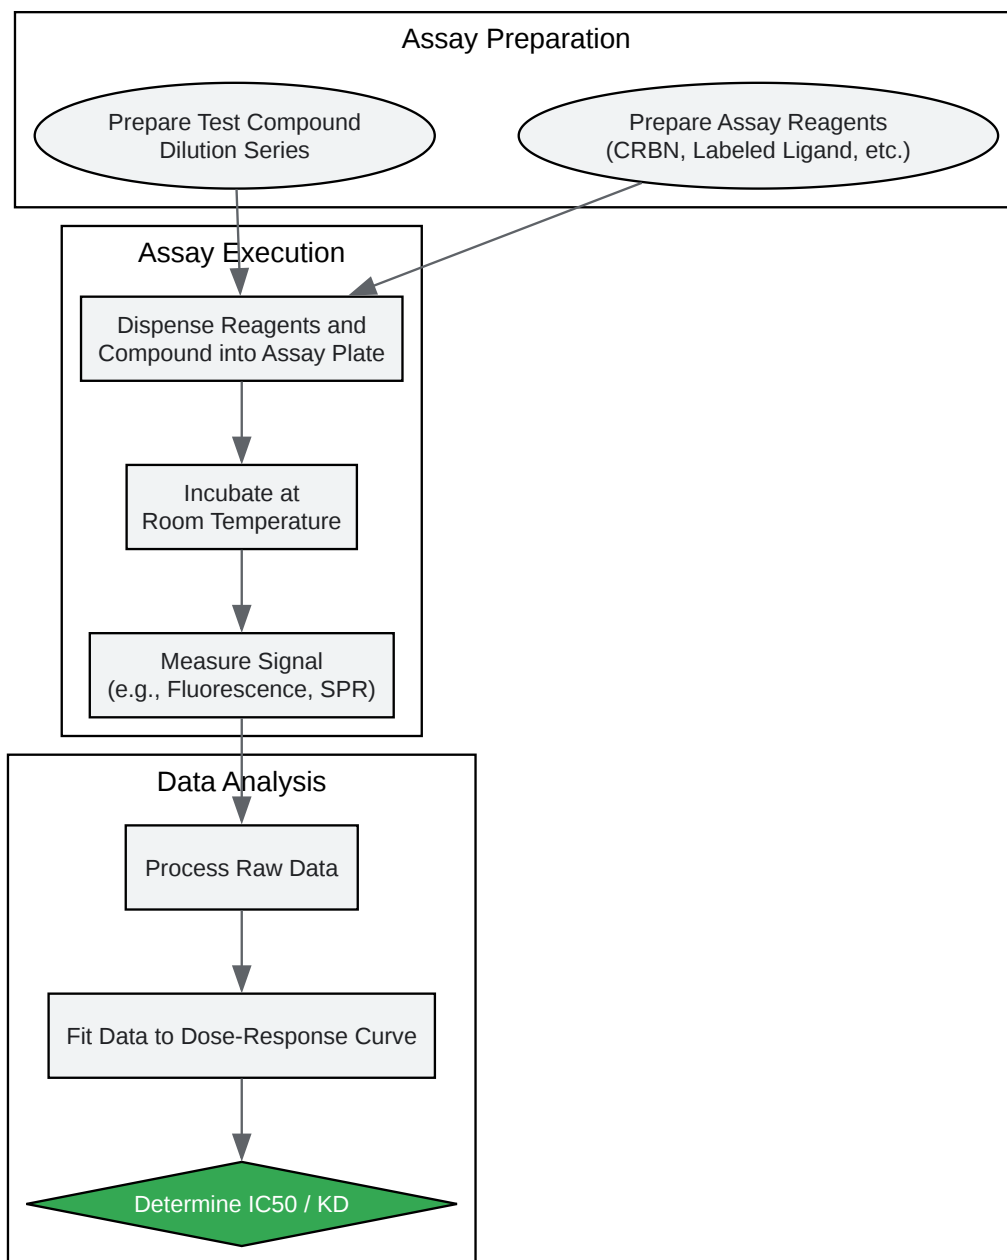 Assay Preparation
Prepare Test Compound
Dilution Series
Prepare Assay Reagents
(CRBN, Labeled Ligand, etc.)
Assay Execution
Dispense Reagents and
Compound into Assay Plate
Incubate at
Room Temperature
Measure Signal
(e.g., Fluorescence, SPR)
Data Analysis
Process Raw Data
Fit Data to Dose-Response Curve
Determine IC50 / KD